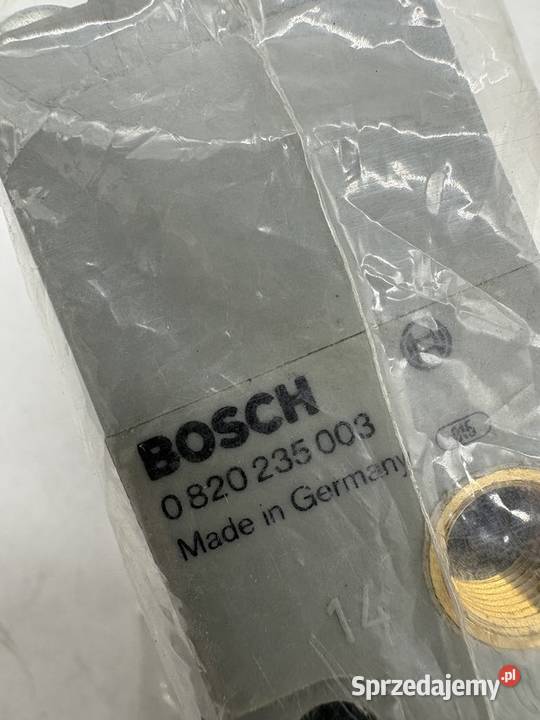 BOSCH
0 820 235 003
Made in Germany
14
Sprzedajemy.pl